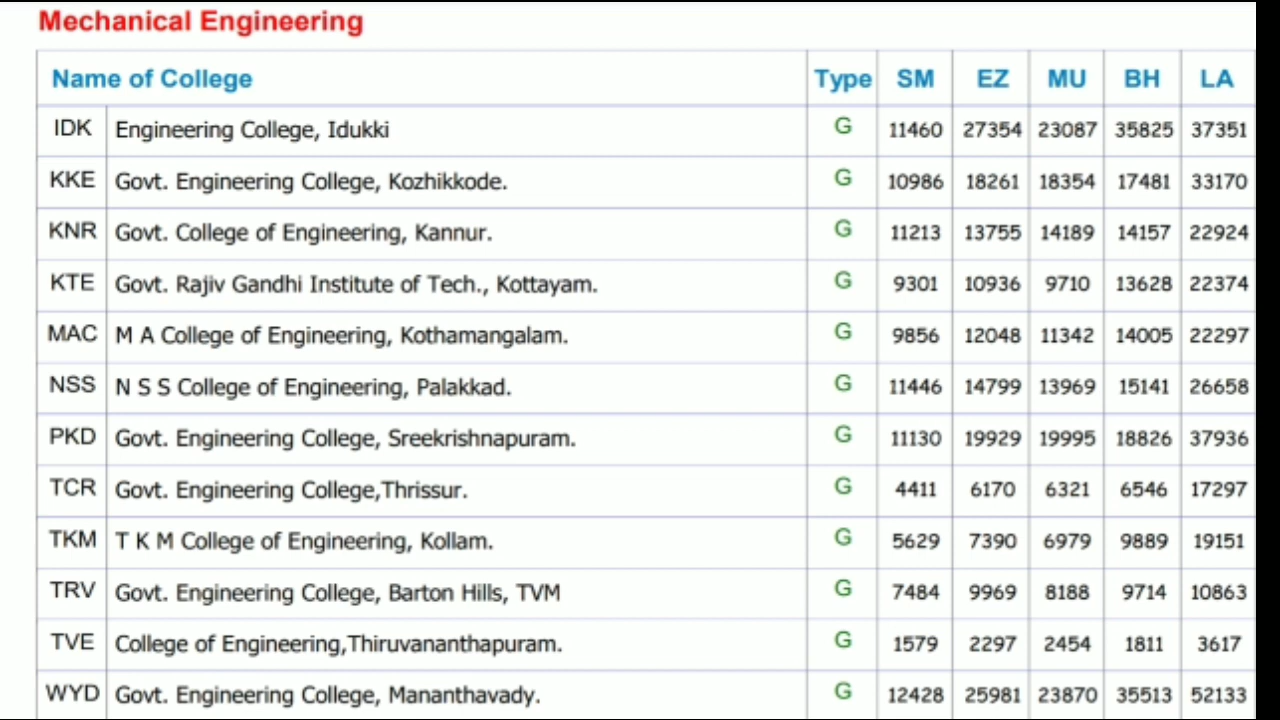 Mechanical Engineering
Name of College Type SM EZ MU BH LA
IDK Engineering College, Idukki G 11460 27354 23087 35825 37351
KKE Govt. Engineering College, Kozhikkode. G 10986 18261 18354 17481 33170
KNR Govt. College of Engineering, Kannur. G 11213 13755 14189 14157 22924
KTE Govt. Rajiv Gandhi Institute of Tech., Kottayam. G 9301 10936 9710 13628 22374
MAC M A College of Engineering, Kothamangalam. G 9856 12048 11342 14005 22297
NSS N S S College of Engineering, Palakkad. G 11446 14799 13969 15141 26658
PKD Govt. Engineering College, Sreekrishnapuram. G 11130 19929 19995 18826 37936
TCR Govt. Engineering College,Thrissur. G 4411 6170 6321 6546 17297
TKM T K M College of Engineering, Kollam. G 5629 7390 6979 9889 19151
TRV Govt. Engineering College, Barton Hills, TVM G 7484 9969 8188 9714 10863
TVE College of Engineering,Thiruvananthapuram. G 1579 2297 2454 1811 3617
WYD Govt. Engineering College, Mananthavady. G 12428 25981 23870 35513 52133